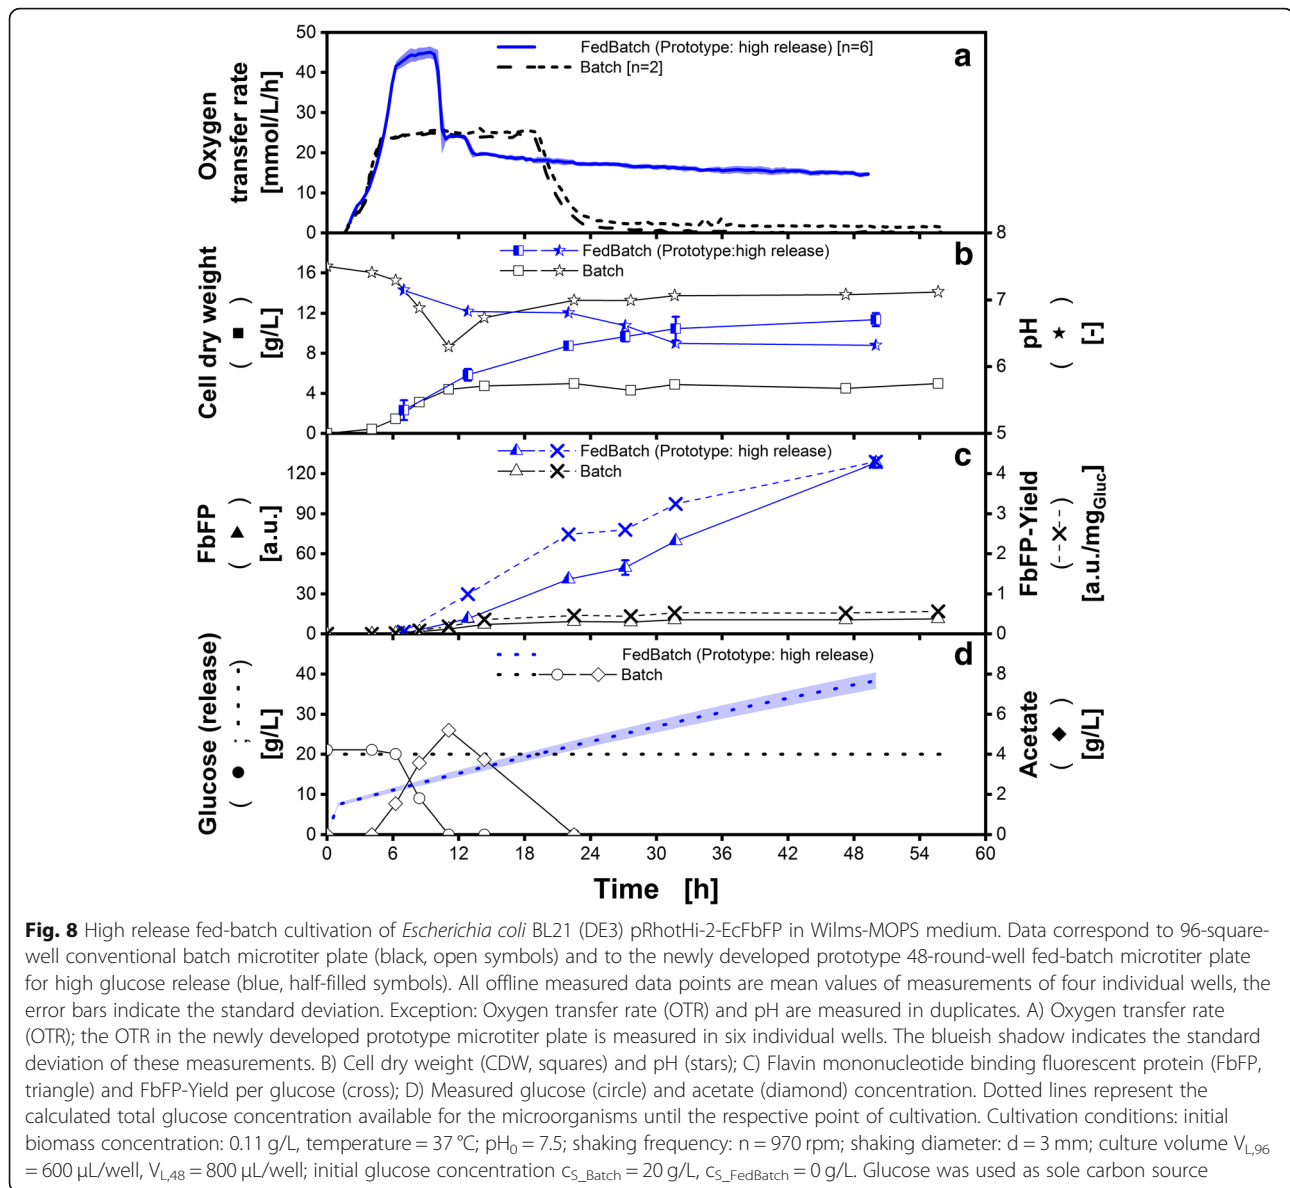 50
40
30
20
10
0
Oxygen
transfer rate
[mmol/L/h]
FedBatch (Prototype: high release) [n=6]
Batch [n=2]
a
8
16
12
8
4
0
Cell dry weight
( ■ )
[g/L]
FedBatch (Prototype:high release)
Batch
b
7
6
5
pH
( ★ )
[-]
120
90
60
30
0
FbFP
( ▲ )
[a.u.]
FedBatch (Prototype: high release)
Batch
c
4
3
2
1
0
FbFP-Yield
(--×--)
[a.u./mgGluc]
40
30
20
10
0
Glucose (release)
( ● ; ····· )
[g/L]
FedBatch (Prototype: high release)
Batch
d
8
6
4
2
0
Acetate
( ◆ )
[g/L]
0 6 12 18 24 30 36 42 48 54 60
Time [h]
Fig. 8 High release fed-batch cultivation of Escherichia coli BL21 (DE3) pRhotHi-2-EcFbFP in Wilms-MOPS medium. Data correspond to 96-square-
well conventional batch microtiter plate (black, open symbols) and to the newly developed prototype 48-round-well fed-batch microtiter plate
for high glucose release (blue, half-filled symbols). All offline measured data points are mean values of measurements of four individual wells, the
error bars indicate the standard deviation. Exception: Oxygen transfer rate (OTR) and pH are measured in duplicates. A) Oxygen transfer rate
(OTR); the OTR in the newly developed prototype microtiter plate is measured in six individual wells. The blueish shadow indicates the standard
deviation of these measurements. B) Cell dry weight (CDW, squares) and pH (stars); C) Flavin mononucleotide binding fluorescent protein (FbFP,
triangle) and FbFP-Yield per glucose (cross); D) Measured glucose (circle) and acetate (diamond) concentration. Dotted lines represent the
calculated total glucose concentration available for the microorganisms until the respective point of cultivation. Cultivation conditions: initial
biomass concentration: 0.11 g/L, temperature = 37 °C; pH0 = 7.5; shaking frequency: n = 970 rpm; shaking diameter: d = 3 mm; culture volume VL,96
= 600 μL/well, VL,48 = 800 μL/well; initial glucose concentration cS_Batch = 20 g/L, cS_FedBatch = 0 g/L. Glucose was used as sole carbon source